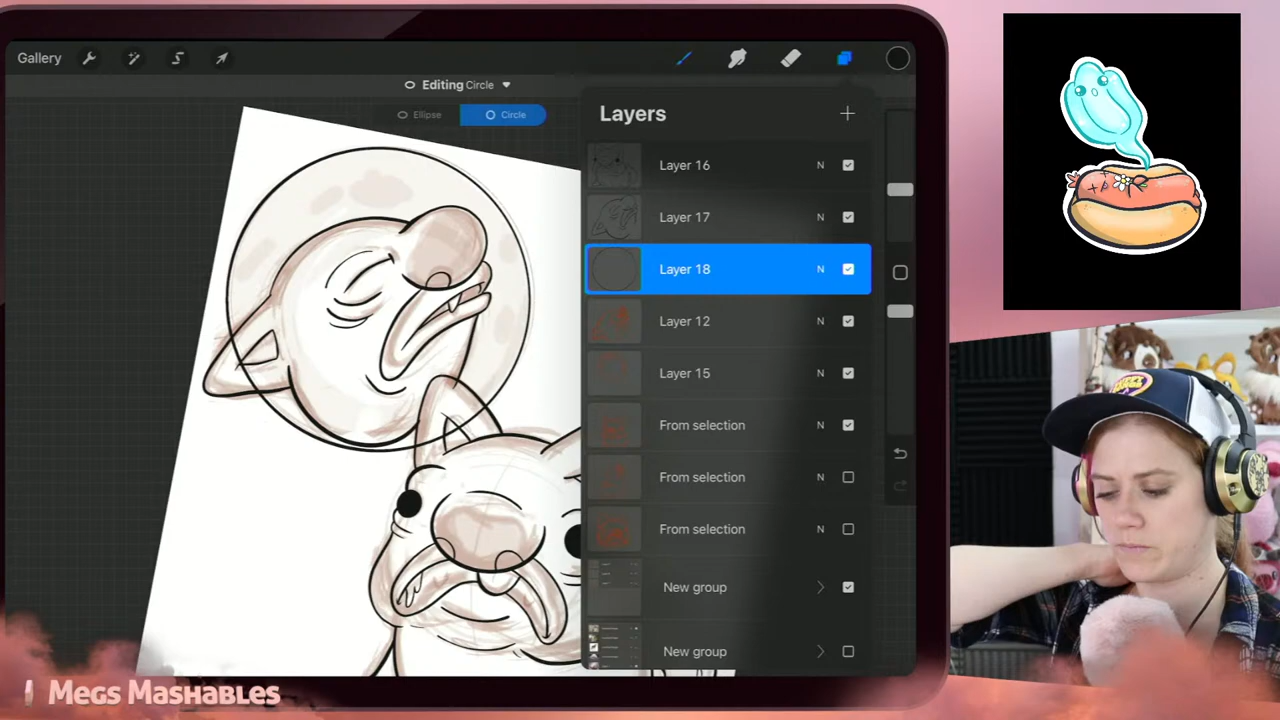 Gallery
Editing Circle
Ellipse
Circle
Layers
Layer 16 N
Layer 17 N
Layer 18 N
Layer 12 N
Layer 15 N
From selection N
From selection N
From selection N
New group
New group
Megs Mashables